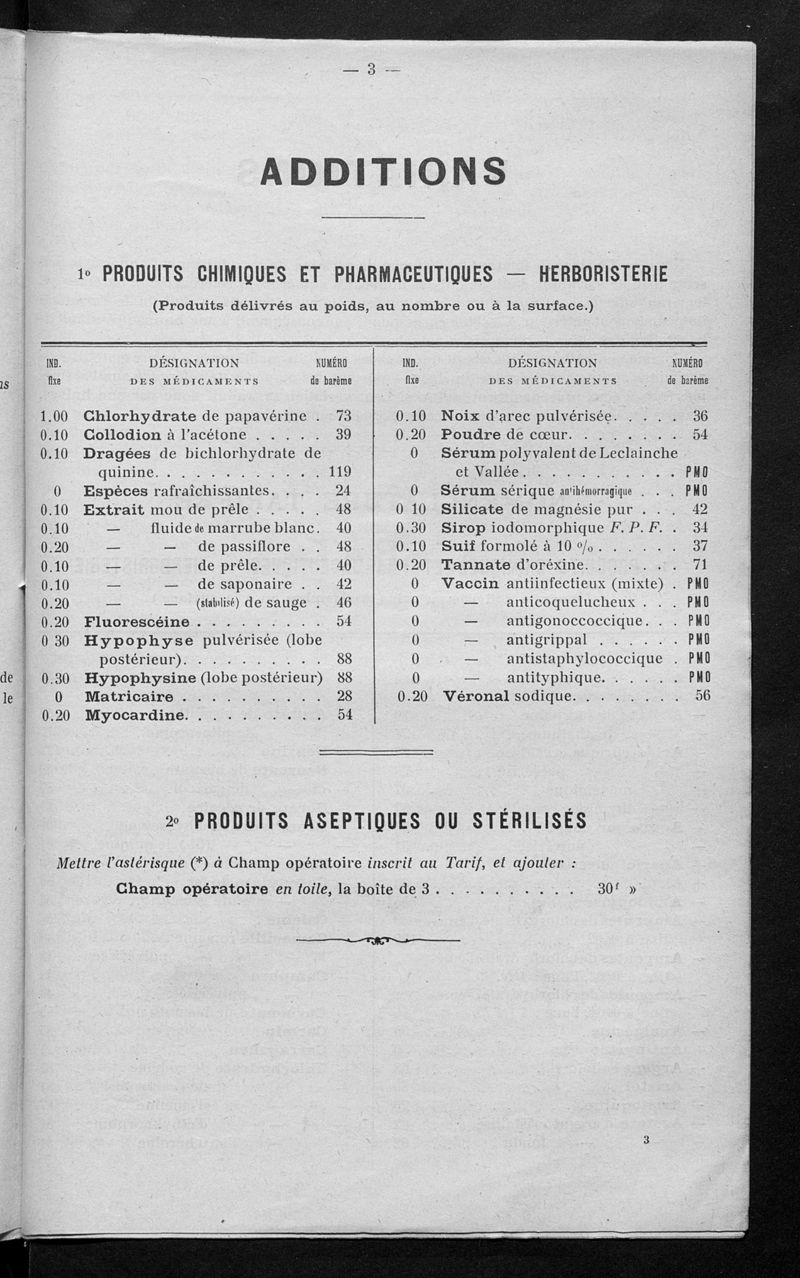 — 3 —
ADDITIONS
1º PRODUITS CHIMIQUES ET PHARMACEUTIQUES — HERBORISTERIE
(Produits délivrés au poids, au nombre ou à la surface.)
IND. DÉSIGNATION NUMÉRO
fixe DES MÉDICAMENTS de barème
1.00 Chlorhydrate de papavérine . 73
0.10 Collodion à l'acétone . . . . . 39
0.10 Dragées de bichlorhydrate de
quinine. . . . . . . . . . . . 119
0 Espèces rafraîchissantes. . . . 24
0.10 Extrait mou de prêle . . . . . 48
0.10 — fluide de marrube blanc. 40
0.20 — — de passiflore . . 48
0.10 — — de prêle. . . . . 40
0.10 — — de saponaire . . 42
0.20 — — (stabilisé) de sauge . 46
0.20 Fluorescéine . . . . . . . . . 54
0 30 Hypophyse pulvérisée (lobe
postérieur). . . . . . . . . . 88
0.30 Hypophysine (lobe postérieur) 88
0 Matricaire . . . . . . . . . . 28
0.20 Myocardine. . . . . . . . . . 54
IND. DÉSIGNATION NUMÉRO
fixe DES MÉDICAMENTS de barème
0.10 Noix d'arec pulvérisée. . . . . 36
0.20 Poudre de cœur. . . . . . . . 54
0 Sérum polyvalent de Leclainche
et Vallée . . . . . . . . . . . PMO
0 Sérum sérique antihémorragique . . . PMO
0 10 Silicate de magnésie pur . . . 42
0.30 Sirop iodomorphique F. P. F. . 34
0.10 Suif formolé à 10 % . . . . . . 37
0.20 Tannate d'oréxine. . . . . . . 71
0 Vaccin antiinfectieux (mixte) . PMO
0 — anticoquelucheux . . . PMO
0 — antigonoccoccique. . . PMO
0 — antigrippal . . . . . . PMO
0 — antistaphylococcique . PMO
0 — antityphique. . . . . . PMO
0.20 Véronal sodique. . . . . . . . 56
2º PRODUITS ASEPTIQUES OU STÉRILISÉS
Mettre l'astérisque (*) à Champ opératoire inscrit au Tarif, et ajouter :
Champ opératoire en toile, la boîte de 3 . . . . . . . . . . 30ᶠ »
3
de
le